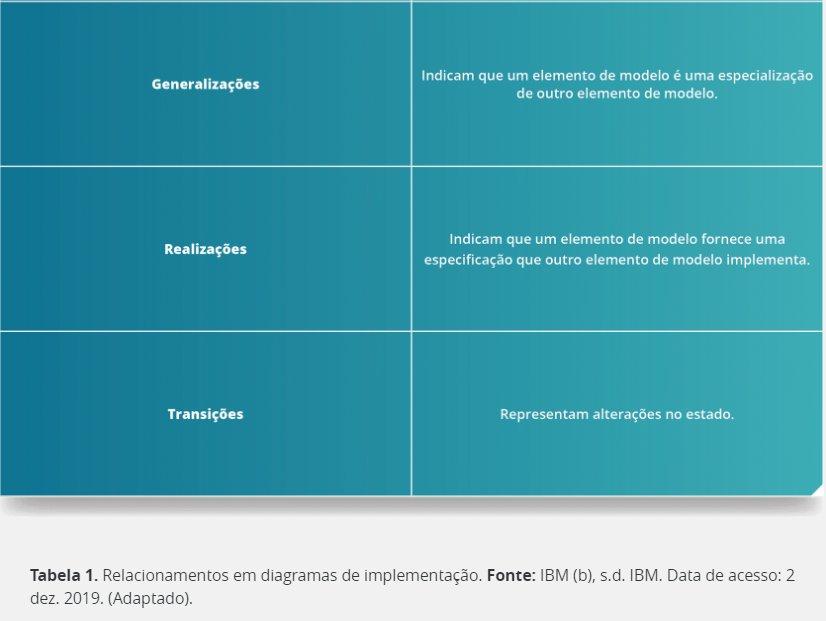 Generalizações
Indicam que um elemento de modelo é uma especialização
de outro elemento de modelo.
Realizações
Indicam que um elemento de modelo fornece uma
especificação que outro elemento de modelo implementa.
Transições
Representam alterações no estado.
Tabela 1. Relacionamentos em diagramas de implementação. Fonte: IBM (b), s.d. IBM. Data de acesso: 2
dez. 2019. (Adaptado).